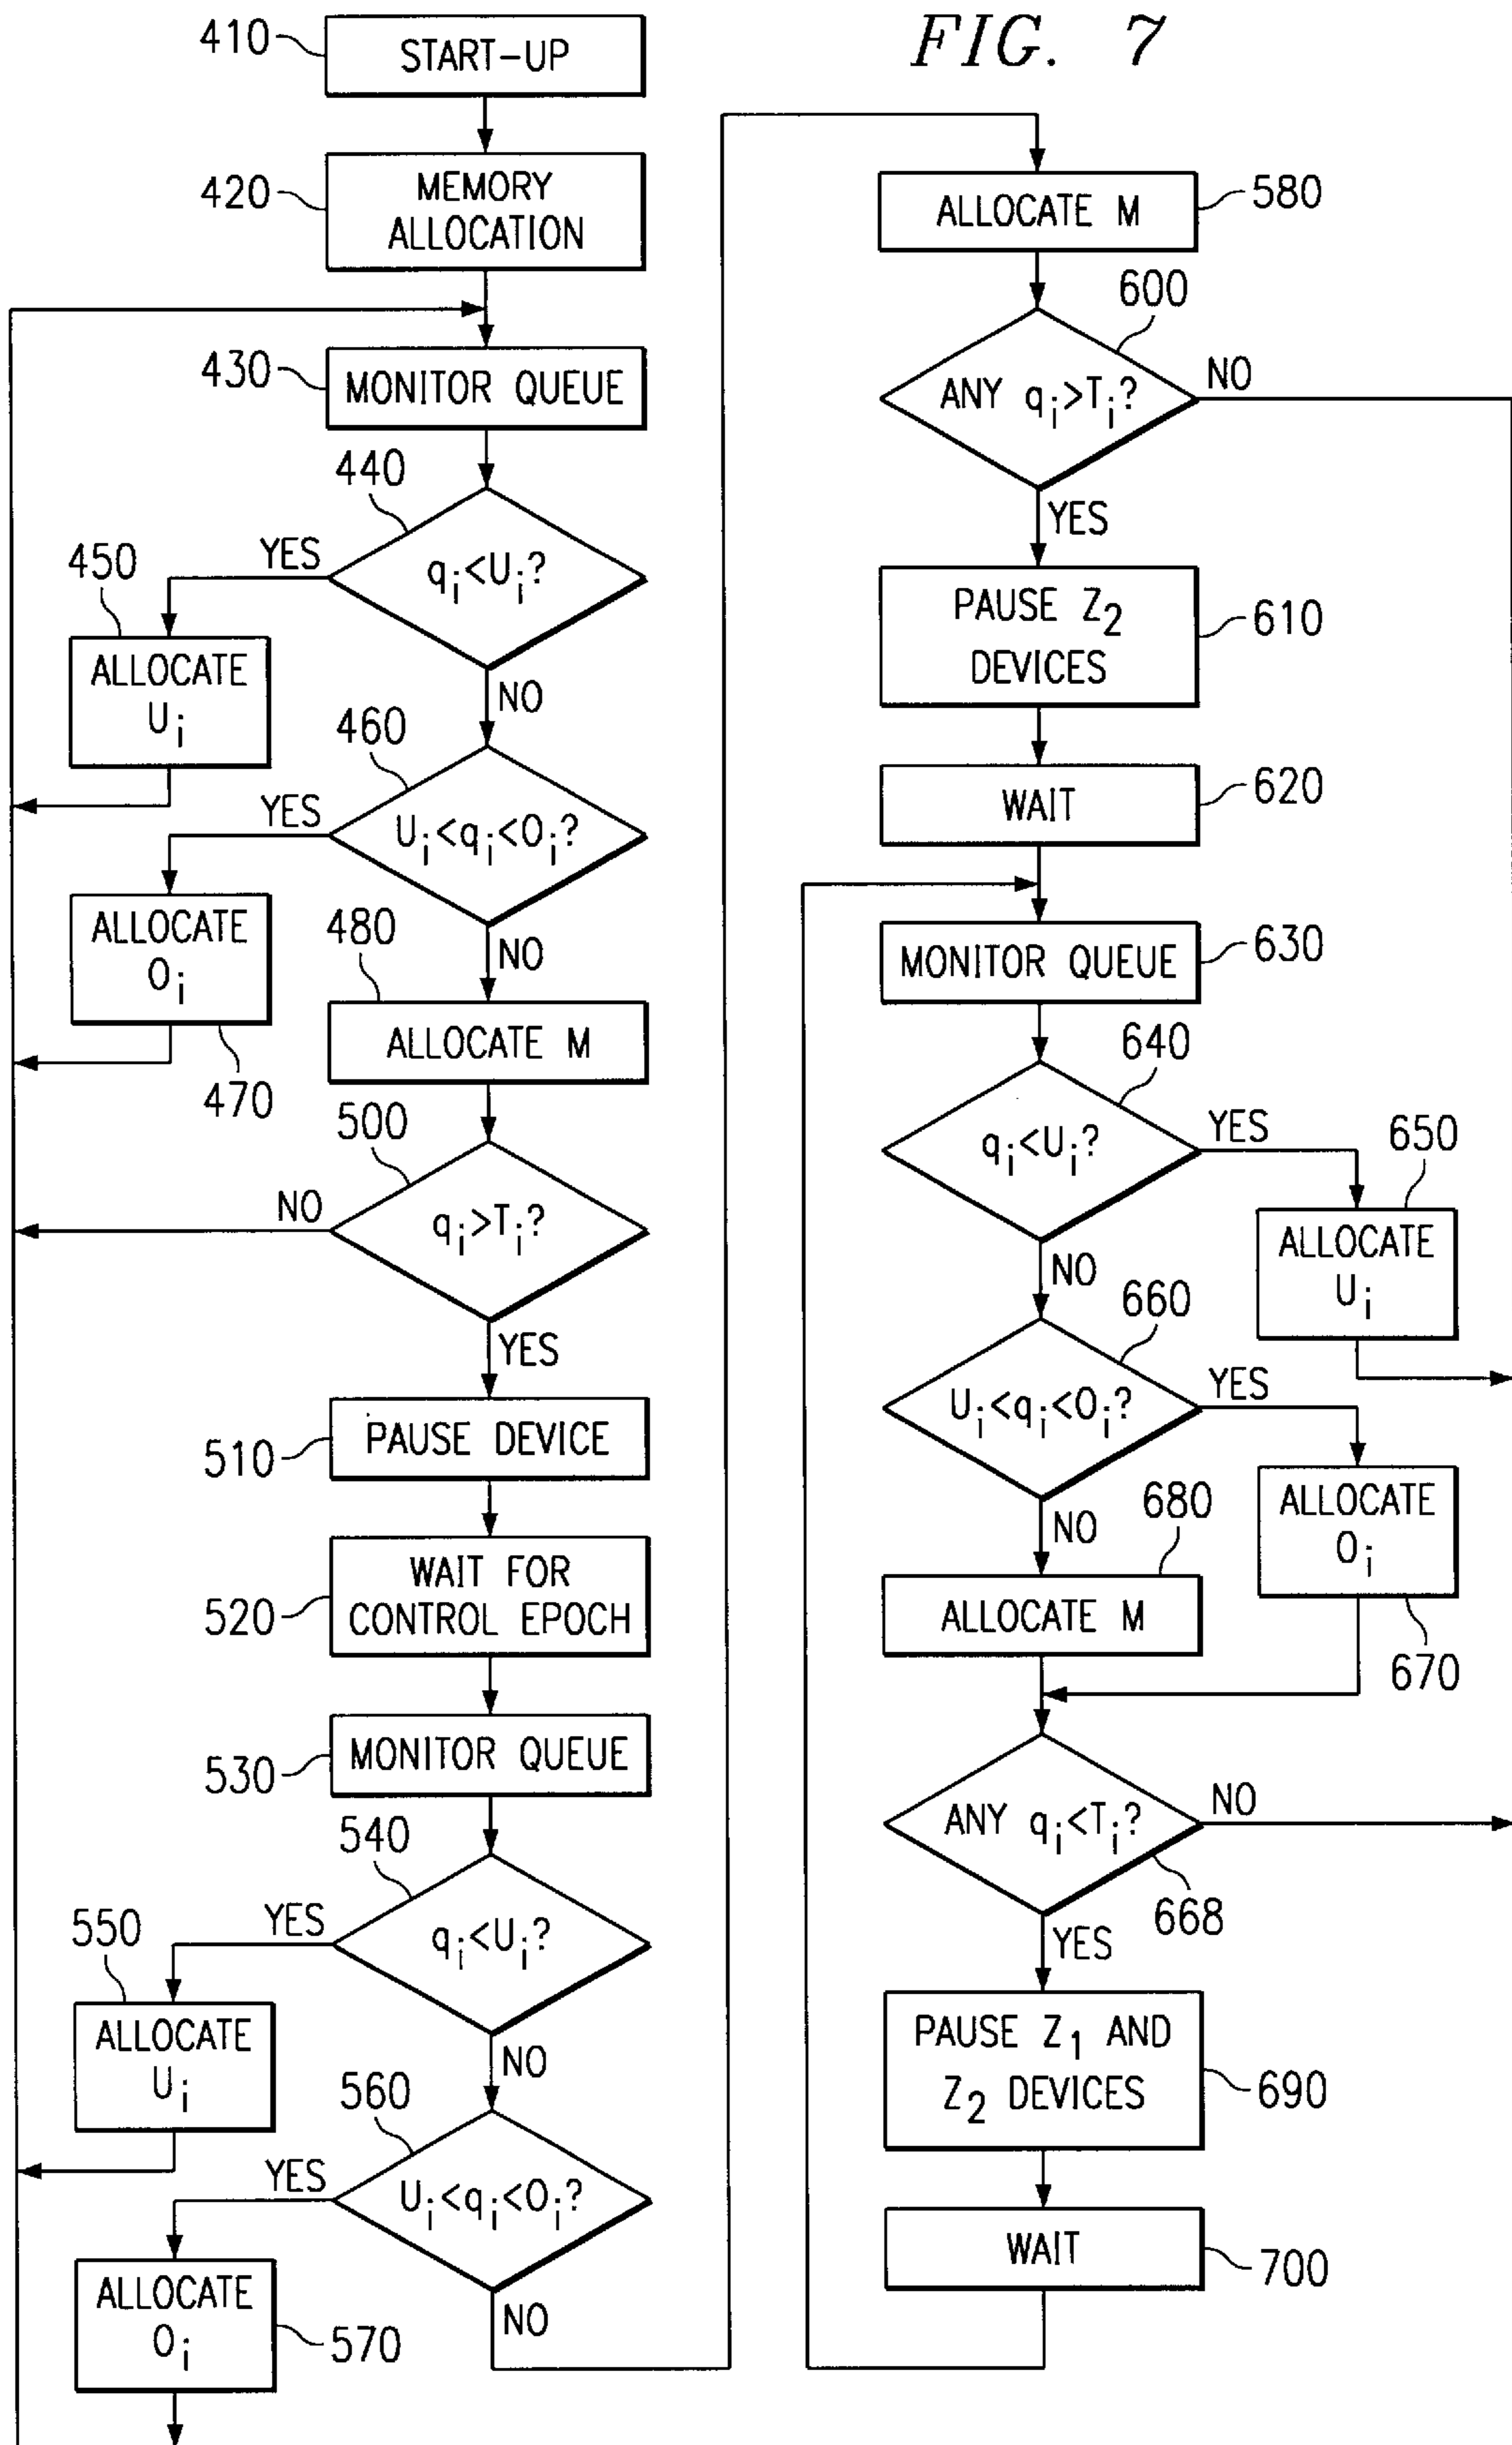 FIG. 7
410
START-UP
420
MEMORY
ALLOCATION
430
MONITOR QUEUE
440
qi<Ui?
YES
NO
450
ALLOCATE
Ui
460
Ui<qi<Oi?
YES
NO
ALLOCATE
Oi
470
480
ALLOCATE M
500
qi>Ti?
NO
YES
510
PAUSE DEVICE
520
WAIT FOR
CONTROL EPOCH
530
MONITOR QUEUE
540
qi<Ui?
YES
NO
550
ALLOCATE
Ui
560
Ui<qi<Oi?
YES
NO
ALLOCATE
Oi
570
ALLOCATE M
580
600
ANY qi>Ti?
NO
YES
PAUSE Z2
DEVICES
610
WAIT
620
MONITOR QUEUE
630
640
qi<Ui?
YES
NO
650
ALLOCATE
Ui
660
Ui<qi<Oi?
YES
NO
ALLOCATE
Oi
670
680
ALLOCATE M
ANY qi<Ti?
NO
668
YES
PAUSE Z1 AND
Z2 DEVICES
690
WAIT
700